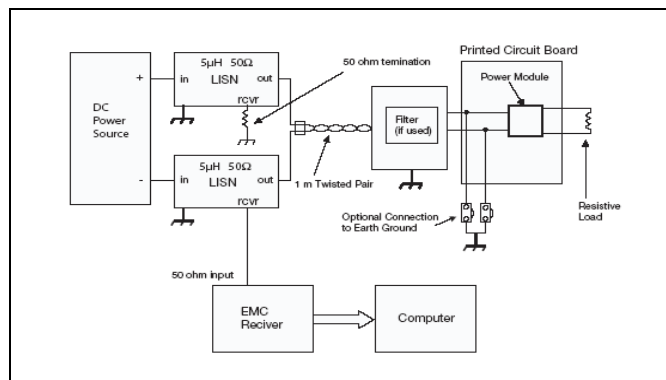 Printed Circuit Board
50 ohm temination
Power Module
5µH 50Ω
LISN
in
out
rcvr
+
DC
Power
Source
-
Filter
(if used)
1 m Twisted Pair
5µH 50Ω
LISN
in
out
rcvr
Optional Connection
to Earth Ground
Resistive
Load
50 ohm input
EMC
Reciver
Computer